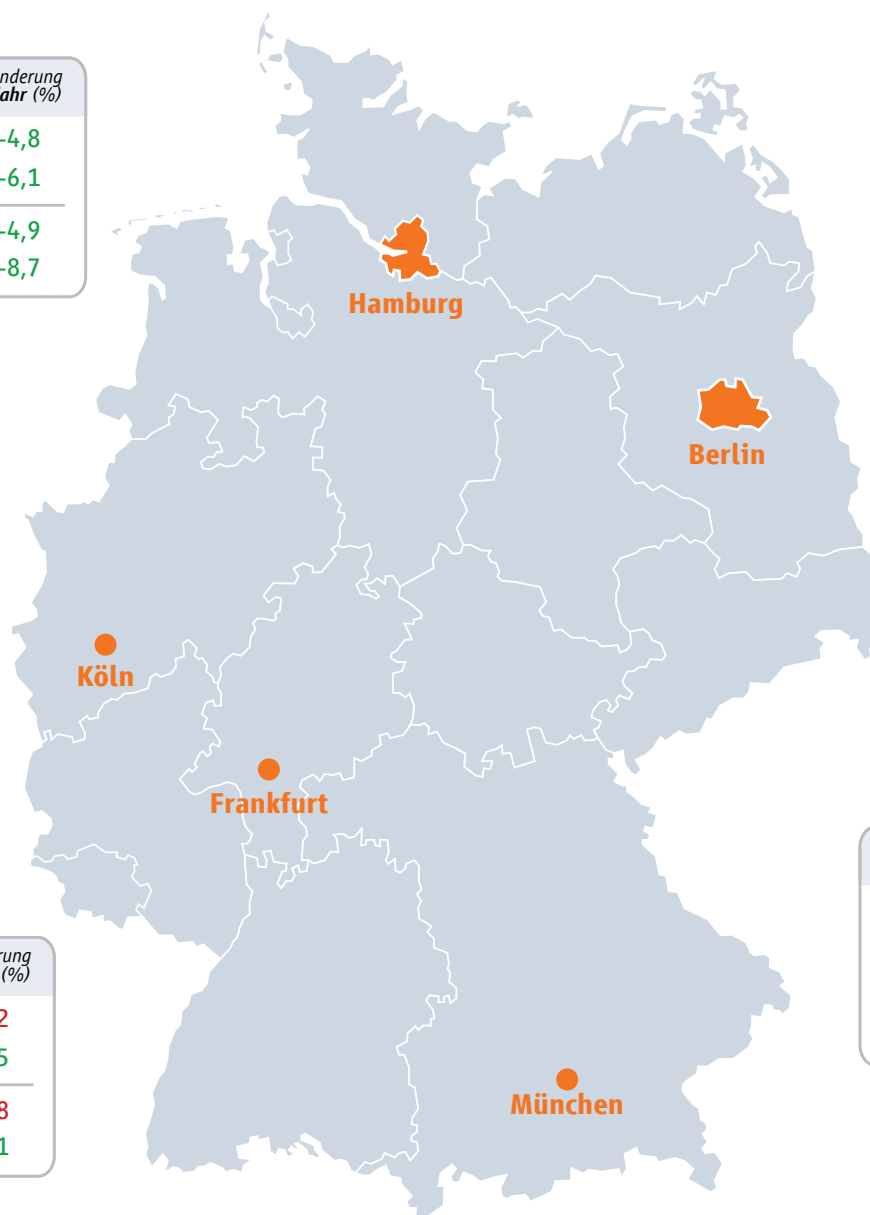 nderung
ahr (%)
-4,8
-6,1
-4,9
-8,7
Hamburg
Berlin
Köln
Frankfurt
rung
(%)
2
5
8
1
München